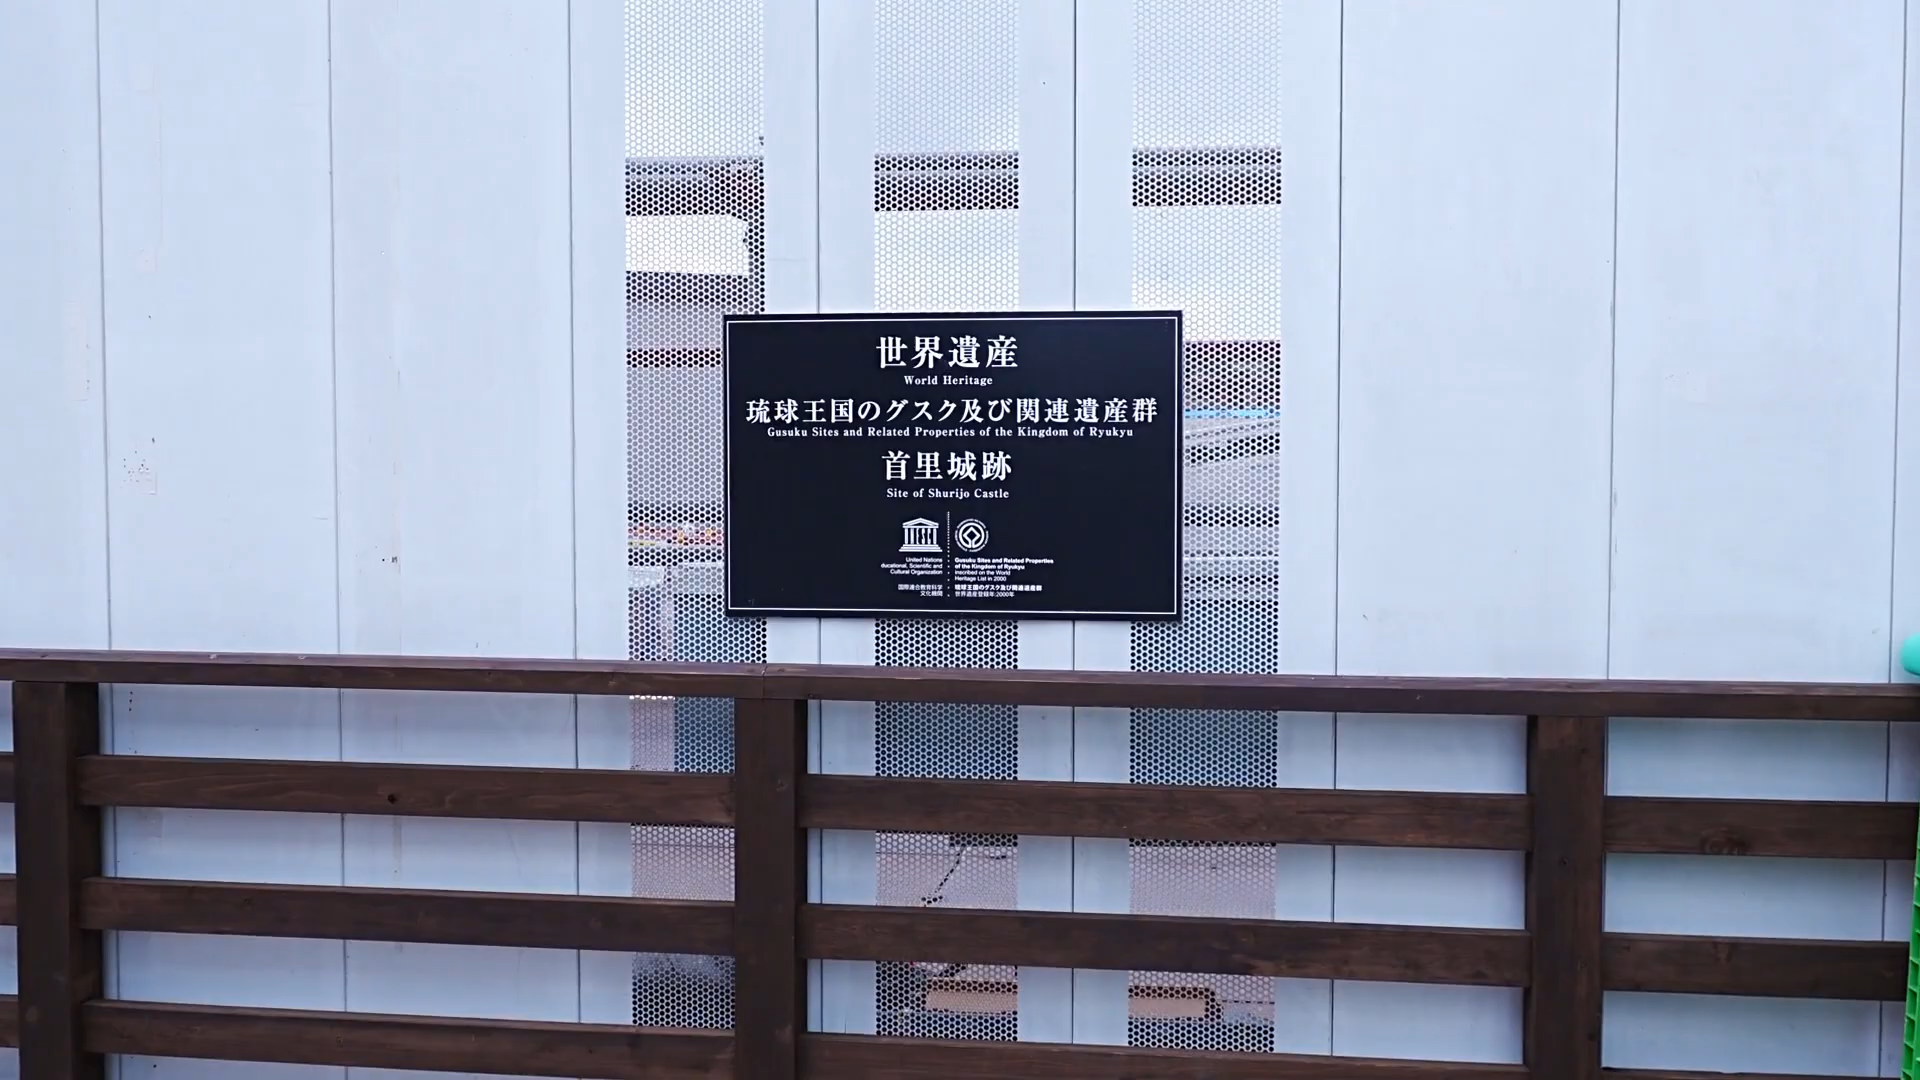 世界遺産
World Heritage
琉球王国のグスク及び関連遺産群
Gusuku Sites and Related Properties of the Kingdom of Ryukyu
首里城跡
Site of Shurijo Castle
United Nations
ducational, Scientific and
Cultural Organization
国際連合教育科学
文化機関
Gusuku Sites and Related Properties
of the Kingdom of Ryukyu
inscribed on the World
Heritage List in 2000
琉球王国のグスク及び関連遺産群
世界遺産登録年:2000年